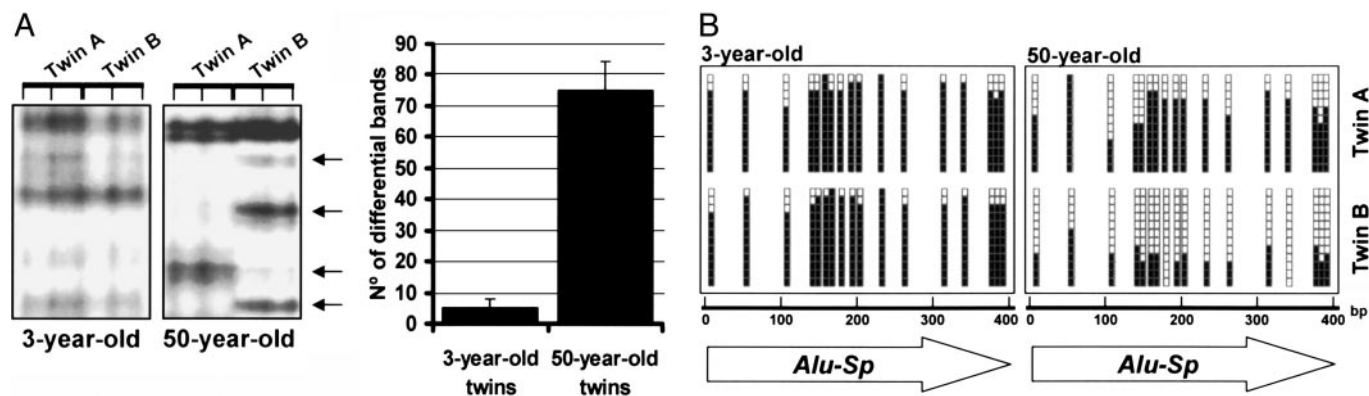 A
Twin A
Twin B
Twin A
Twin B
3-year-old
50-year-old
Nº of differential bands
90
80
70
60
50
40
30
20
10
0
3-year-old
twins
50-year-old
twins
B
3-year-old
50-year-old
Twin A
Twin B
0
100
200
300
400
0
100
200
300
400
bp
Alu-Sp
Alu-Sp